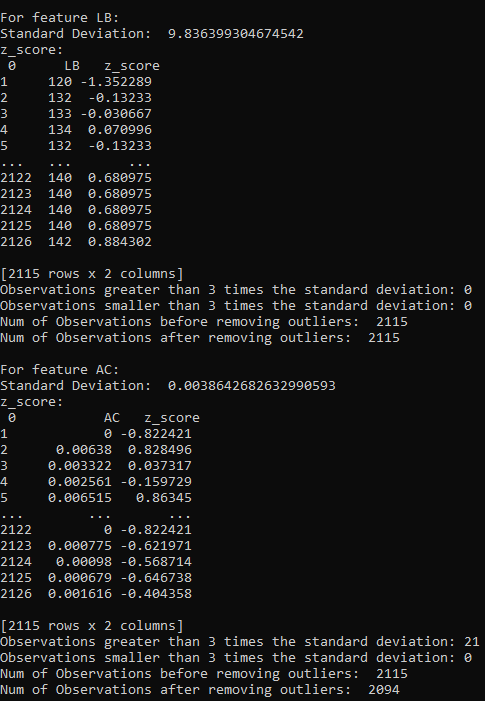 For feature LB:
Standard Deviation:  9.836399304674542
z_score:
 0      LB   z_score
1     120 -1.352289
2     132  -0.13233
3     133 -0.030667
4     134  0.070996
5     132  -0.13233
...   ...       ...
2122  140  0.680975
2123  140  0.680975
2124  140  0.680975
2125  140  0.680975
2126  142  0.884302
[2115 rows x 2 columns]
Observations greater than 3 times the standard deviation: 0
Observations smaller than 3 times the standard deviation: 0
Num of Observations before removing outliers:  2115
Num of Observations after removing outliers:  2115
For feature AC:
Standard Deviation:  0.0038642682632990593
z_score:
 0           AC   z_score
1            0 -0.822421
2      0.00638  0.828496
3     0.003322  0.037317
4     0.002561 -0.159729
5     0.006515   0.86345
...        ...       ...
2122         0 -0.822421
2123  0.000775 -0.621971
2124   0.00098 -0.568714
2125  0.000679 -0.646738
2126  0.001616 -0.404358
[2115 rows x 2 columns]
Observations greater than 3 times the standard deviation: 21
Observations smaller than 3 times the standard deviation: 0
Num of Observations before removing outliers:  2115
Num of Observations after removing outliers:  2094